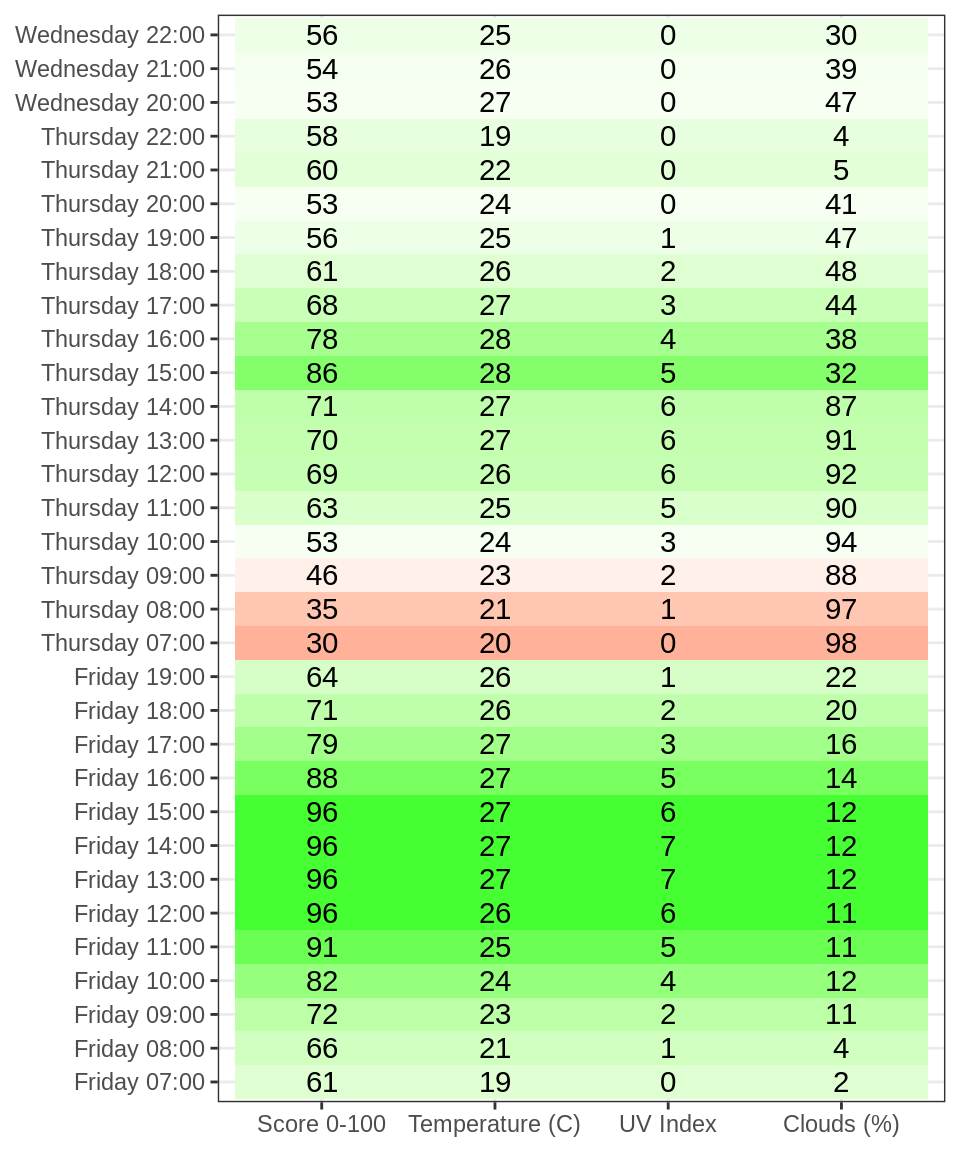 Wednesday 22:00 56 25 0 30
Wednesday 21:00 54 26 0 39
Wednesday 20:00 53 27 0 47
Thursday 22:00 58 19 0 4
Thursday 21:00 60 22 0 5
Thursday 20:00 53 24 0 41
Thursday 19:00 56 25 1 47
Thursday 18:00 61 26 2 48
Thursday 17:00 68 27 3 44
Thursday 16:00 78 28 4 38
Thursday 15:00 86 28 5 32
Thursday 14:00 71 27 6 87
Thursday 13:00 70 27 6 91
Thursday 12:00 69 26 6 92
Thursday 11:00 63 25 5 90
Thursday 10:00 53 24 3 94
Thursday 09:00 46 23 2 88
Thursday 08:00 35 21 1 97
Thursday 07:00 30 20 0 98
Friday 19:00 64 26 1 22
Friday 18:00 71 26 2 20
Friday 17:00 79 27 3 16
Friday 16:00 88 27 5 14
Friday 15:00 96 27 6 12
Friday 14:00 96 27 7 12
Friday 13:00 96 27 7 12
Friday 12:00 96 26 6 11
Friday 11:00 91 25 5 11
Friday 10:00 82 24 4 12
Friday 09:00 72 23 2 11
Friday 08:00 66 21 1 4
Friday 07:00 61 19 0 2
Score 0-100 Temperature (C) UV Index Clouds (%)